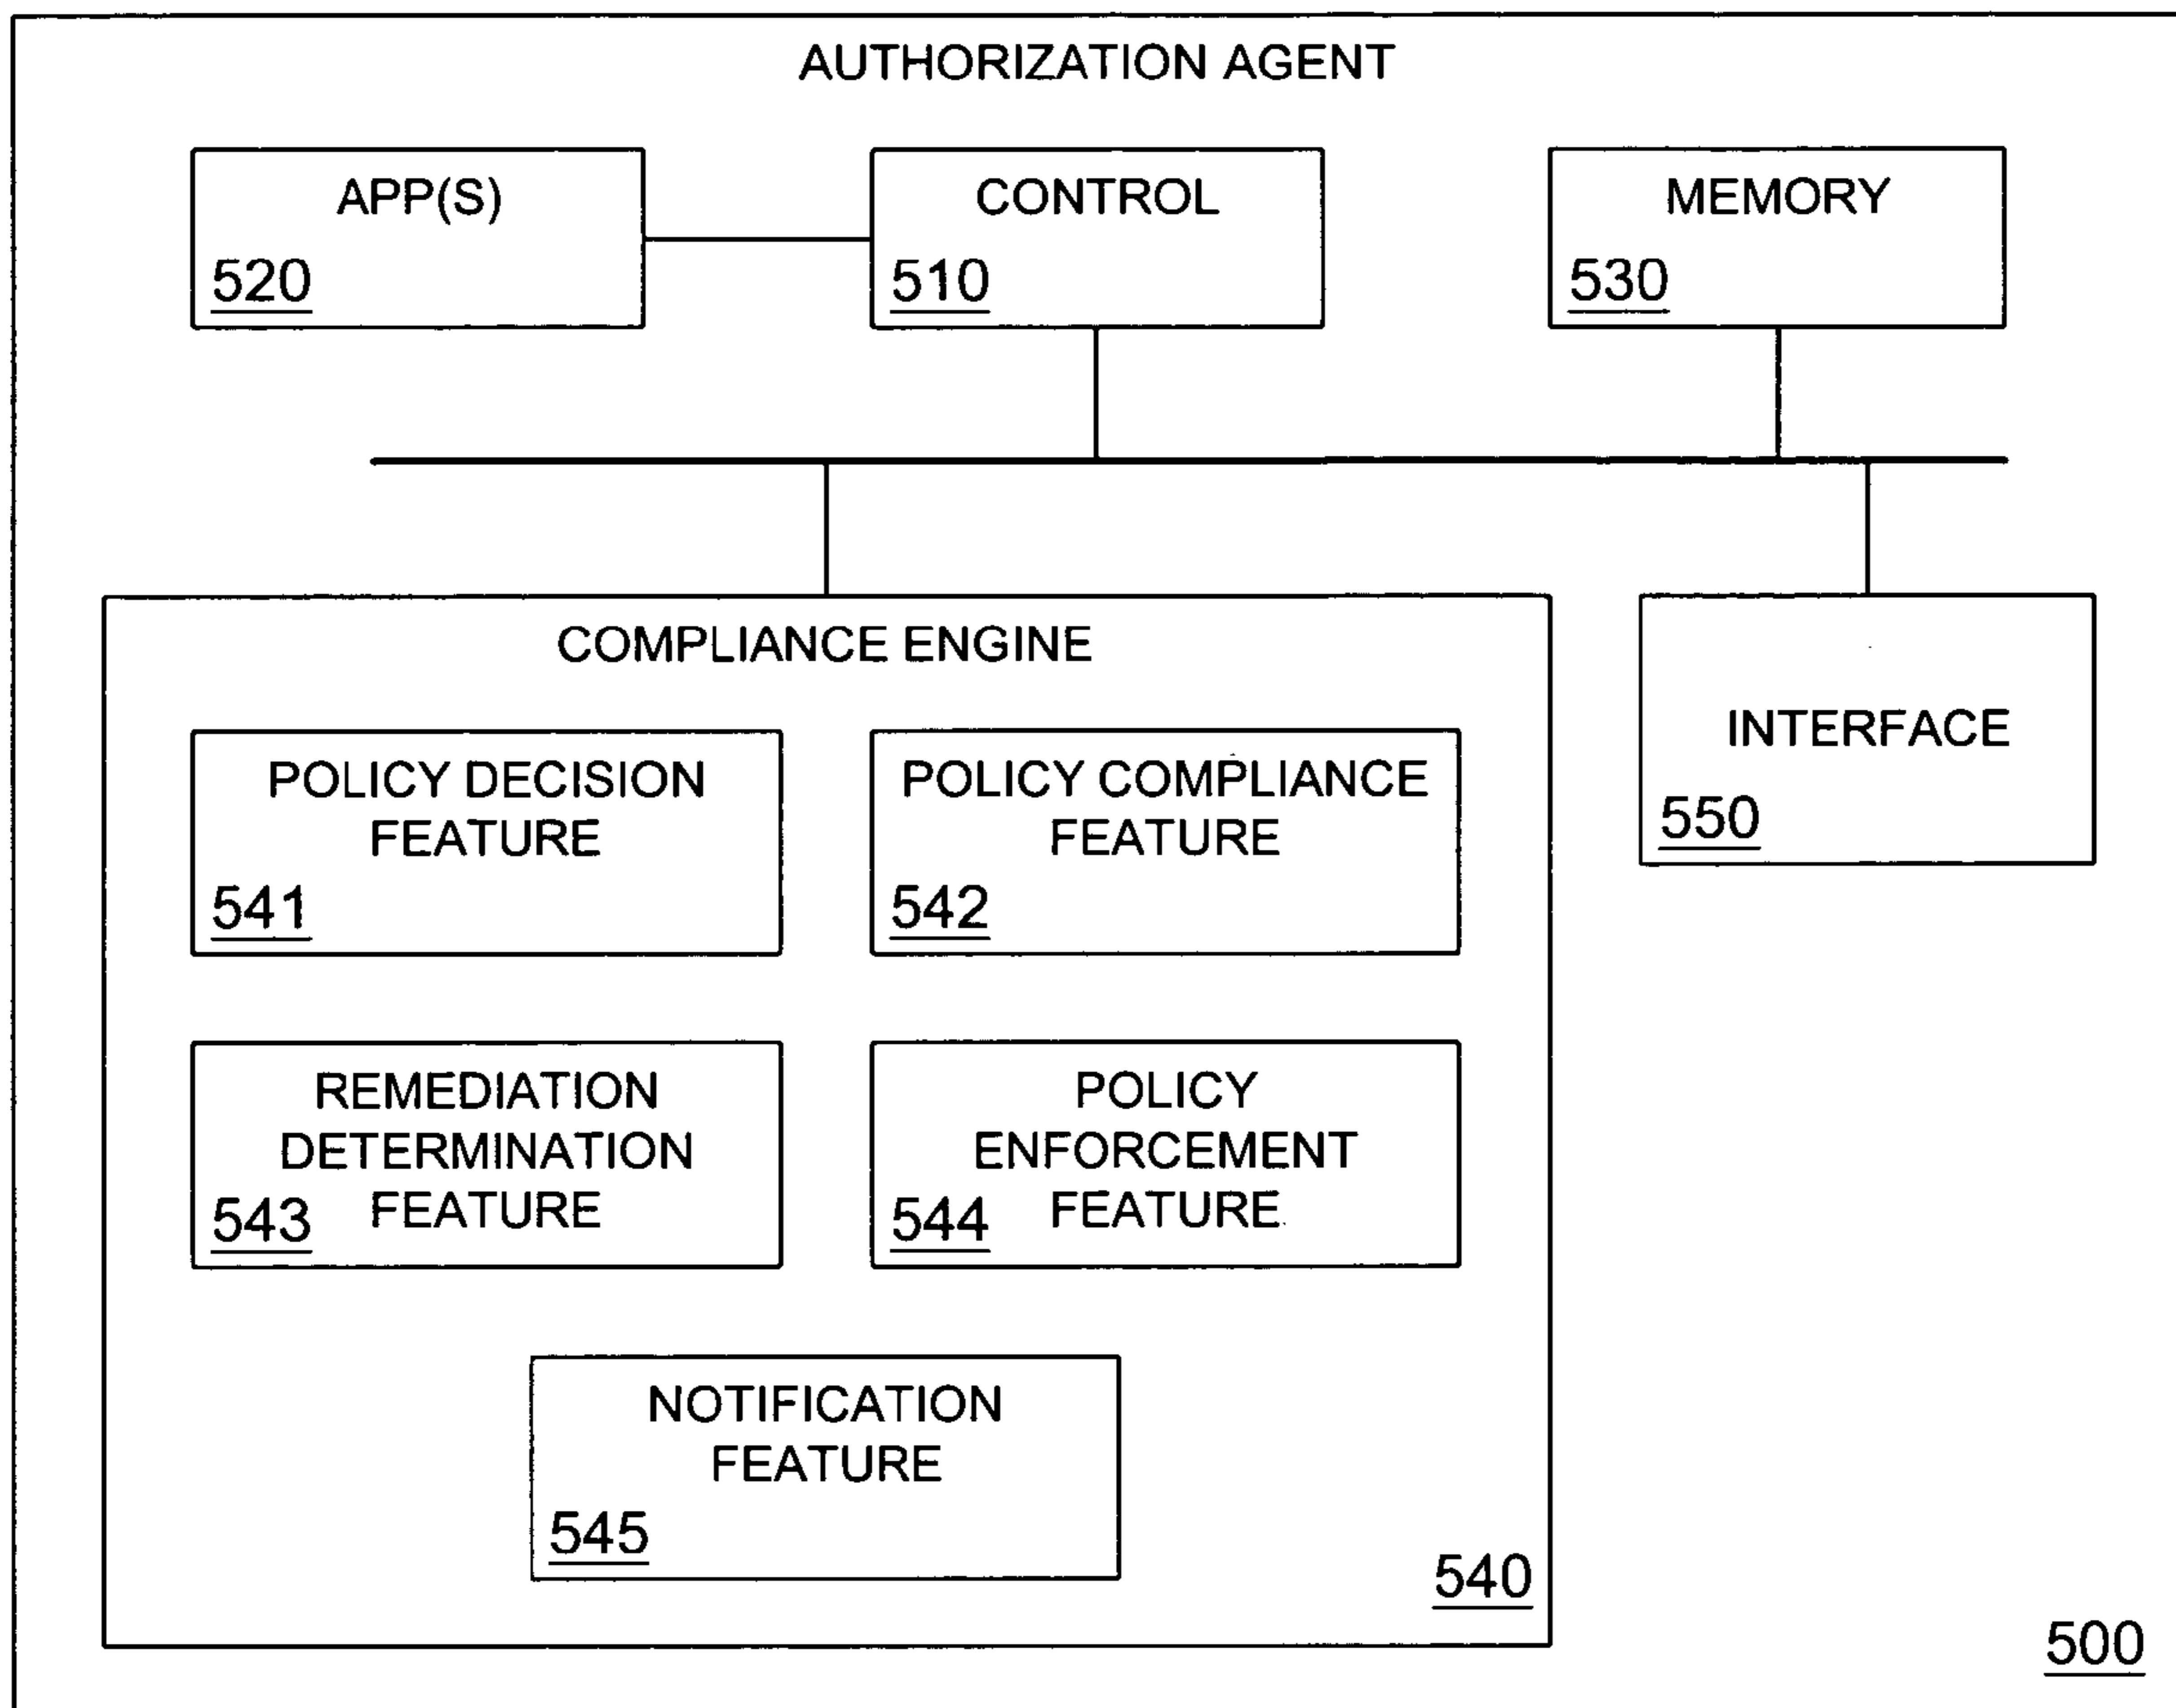 AUTHORIZATION AGENT
APP(S)
520
CONTROL
510
MEMORY
530
COMPLIANCE ENGINE
POLICY DECISION
FEATURE
541
POLICY COMPLIANCE
FEATURE
542
INTERFACE
550
REMEDIATION
DETERMINATION
FEATURE
543
POLICY
ENFORCEMENT
FEATURE
544
NOTIFICATION
FEATURE
545
540
500